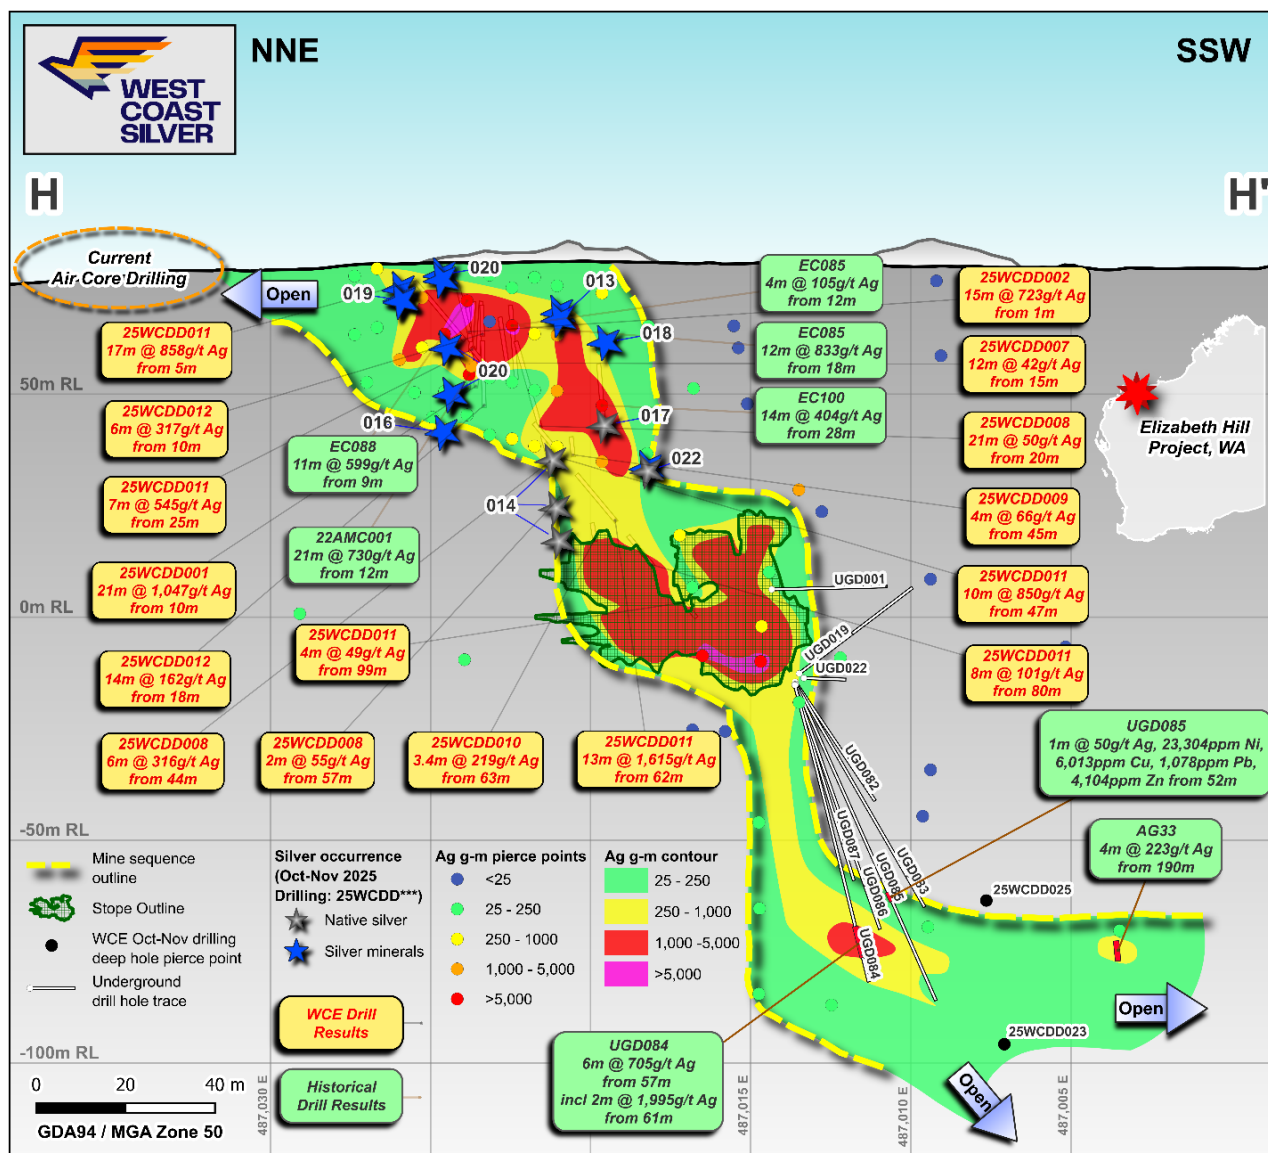 WEST
COAST
SILVER
NNE
SSW
H
H'
Current
Air Core Drilling
Open
019
020
013
018
020
016
017
022
014
EC085
4m @ 105g/t Ag
from 12m
EC085
12m @ 833g/t Ag
from 18m
EC100
14m @ 404g/t Ag
from 28m
25WCDD002
15m @ 723g/t Ag
from 1m
25WCDD007
12m @ 42g/t Ag
from 15m
25WCDD008
21m @ 50g/t Ag
from 20m
25WCDD009
4m @ 66g/t Ag
from 45m
25WCDD011
10m @ 850g/t Ag
from 47m
25WCDD011
8m @ 101g/t Ag
from 80m
Elizabeth Hill
Project, WA
25WCDD011
17m @ 858g/t Ag
from 5m
50m RL
25WCDD012
6m @ 317g/t Ag
from 10m
25WCDD011
7m @ 545g/t Ag
from 25m
EC088
11m @ 599g/t Ag
from 9m
22AMC001
21m @ 730g/t Ag
from 12m
25WCDD001
21m @ 1,047g/t Ag
from 10m
0m RL
25WCDD011
4m @ 49g/t Ag
from 99m
25WCDD012
14m @ 162g/t Ag
from 18m
25WCDD008
6m @ 316g/t Ag
from 44m
25WCDD008
2m @ 55g/t Ag
from 57m
25WCDD010
3.4m @ 219g/t Ag
from 63m
25WCDD011
13m @ 1,615g/t Ag
from 62m
UGD001
UGD019
UGD022
UGD082
UGD087
UGD086
UGD085
UGD083
UGD084
UGD085
1m @ 50g/t Ag, 23,304ppm Ni,
6,013ppm Cu, 1,078ppm Pb,
4,104ppm Zn from 52m
AG33
4m @ 223g/t Ag
from 190m
25WCDD025
25WCDD023
Open
Open
UGD084
6m @ 705g/t Ag
from 57m
incl 2m @ 1,995g/t Ag
from 61m
-50m RL
-100m RL
Mine sequence
outline
Stope Outline
WCE Oct-Nov drilling
deep hole pierce point
Underground
drill hole trace
Silver occurrence
(Oct-Nov 2025
Drilling: 25WCDD***)
Native silver
Silver minerals
Ag g-m pierce points
<25
25 - 250
250 - 1000
1,000 - 5,000
>5,000
Ag g-m contour
25 - 250
250 - 1,000
1,000 -5,000
>5,000
WCE Drill
Results
Historical
Drill Results
0 20 40 m
GDA94 / MGA Zone 50
487,030 E
487,015 E
487,010 E
487,005 E